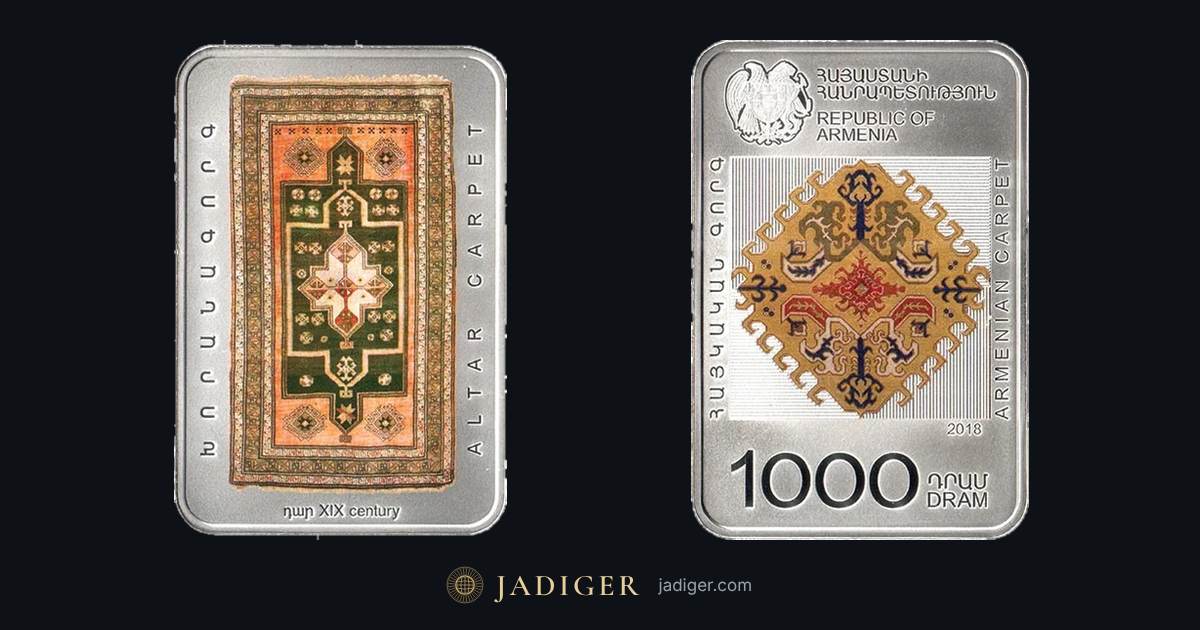 ԽՈՐԱՆԱԳՈՐԳ
ALTAR CARPET
դար XIX century
ՀԱՅԱՍՏԱՆԻ
ՀԱՆՐԱՊԵՏՈՒԹՅՈՒՆ
REPUBLIC OF
ARMENIA
ՀԱՅԿԱԿԱՆ ԳՈՐԳ
ARMENIAN CARPET
2018
1000 ԴՐԱՄ
DRAM
JADIGER jadiger.com